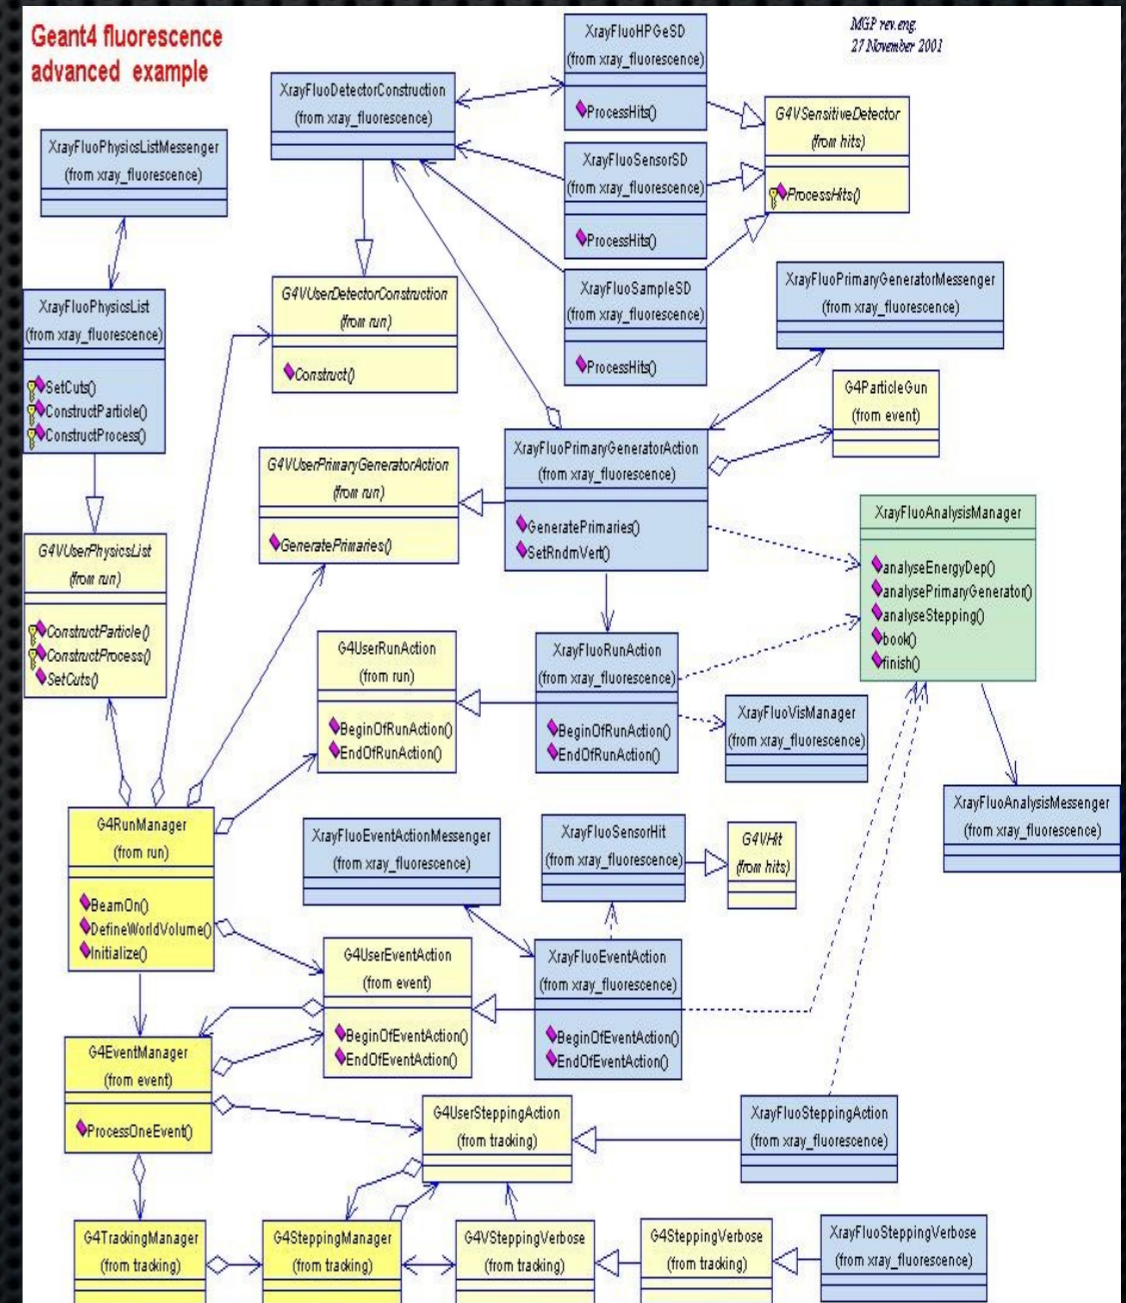 Geant4 fluorescence
advanced example
MGP rev.eng.
27 November 2001
XrayFluoHPGeSD
(from xray_fluorescence)
ProcessHits()
XrayFluoDetectorConstruction
(from xray_fluorescence)
G4VSensitiveDetector
(from hits)
ProcessHits()
XrayFluoPhysicsListMessenger
(from xray_fluorescence)
XrayFluoSensorSD
(from xray_fluorescence)
ProcessHits()
XrayFluoPhysicsList
(from xray_fluorescence)
SetCuts()
ConstructParticle()
ConstructProcess()
G4VUserDetectorConstruction
(from run)
Construct()
XrayFluoSampleSD
(from xray_fluorescence)
ProcessHits()
XrayFluoPrimaryGeneratorMessenger
(from xray_fluorescence)
G4ParticleGun
(from event)
G4VUserPrimaryGeneratorAction
(from run)
GeneratePrimaries()
XrayFluoPrimaryGeneratorAction
(from xray_fluorescence)
GeneratePrimaries()
SetRndmVert()
XrayFluoAnalysisManager
analyseEnergyDep()
analysePrimaryGenerator()
analyseStepping()
book()
finish()
G4VUserPhysicsList
(from run)
ConstructParticle()
ConstructProcess()
SetCuts()
G4UserRunAction
(from run)
BeginOfRunAction()
EndOfRunAction()
XrayFluoRunAction
(from xray_fluorescence)
BeginOfRunAction()
EndOfRunAction()
XrayFluoVisManager
(from xray_fluorescence)
XrayFluoAnalysisMessenger
(from xray_fluorescence)
G4RunManager
(from run)
BeamOn()
DefineWorldVolume()
Initialize()
XrayFluoEventActionMessenger
(from xray_fluorescence)
XrayFluoSensorHit
(from xray_fluorescence)
G4VHit
(from hits)
G4UserEventAction
(from event)
BeginOfEventAction()
EndOfEventAction()
XrayFluoEventAction
(from xray_fluorescence)
BeginOfEventAction()
EndOfEventAction()
G4EventManager
(from event)
ProcessOneEvent()
G4UserSteppingAction
(from tracking)
XrayFluoSteppingAction
(from xray_fluorescence)
G4TrackingManager
(from tracking)
G4SteppingManager
(from tracking)
G4VSteppingVerbose
(from tracking)
G4SteppingVerbose
(from tracking)
XrayFluoSteppingVerbose
(from xray_fluorescence)